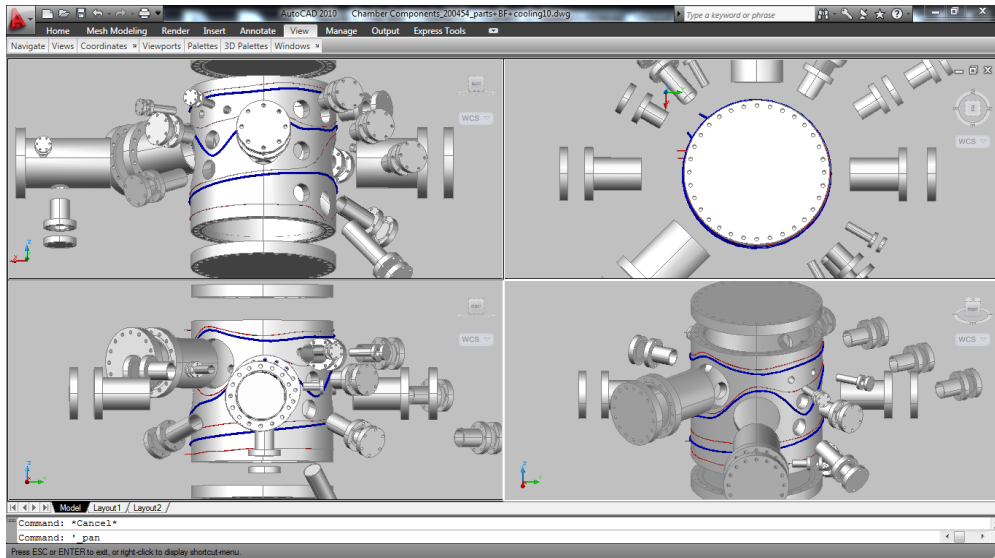 AutoCAD 2010 Chamber Components_200454_parts+BF+cooling10.dwg
Type a keyword or phrase
Home Mesh Modeling Render Insert Annotate View Manage Output Express Tools
Navigate Views Coordinates Viewports Palettes 3D Palettes Windows
WCS
WCS
WCS
WCS
Model Layout1 Layout2
Command: *Cancel*
Command: '_pan
Press ESC or ENTER to exit, or right-click to display shortcut-menu.